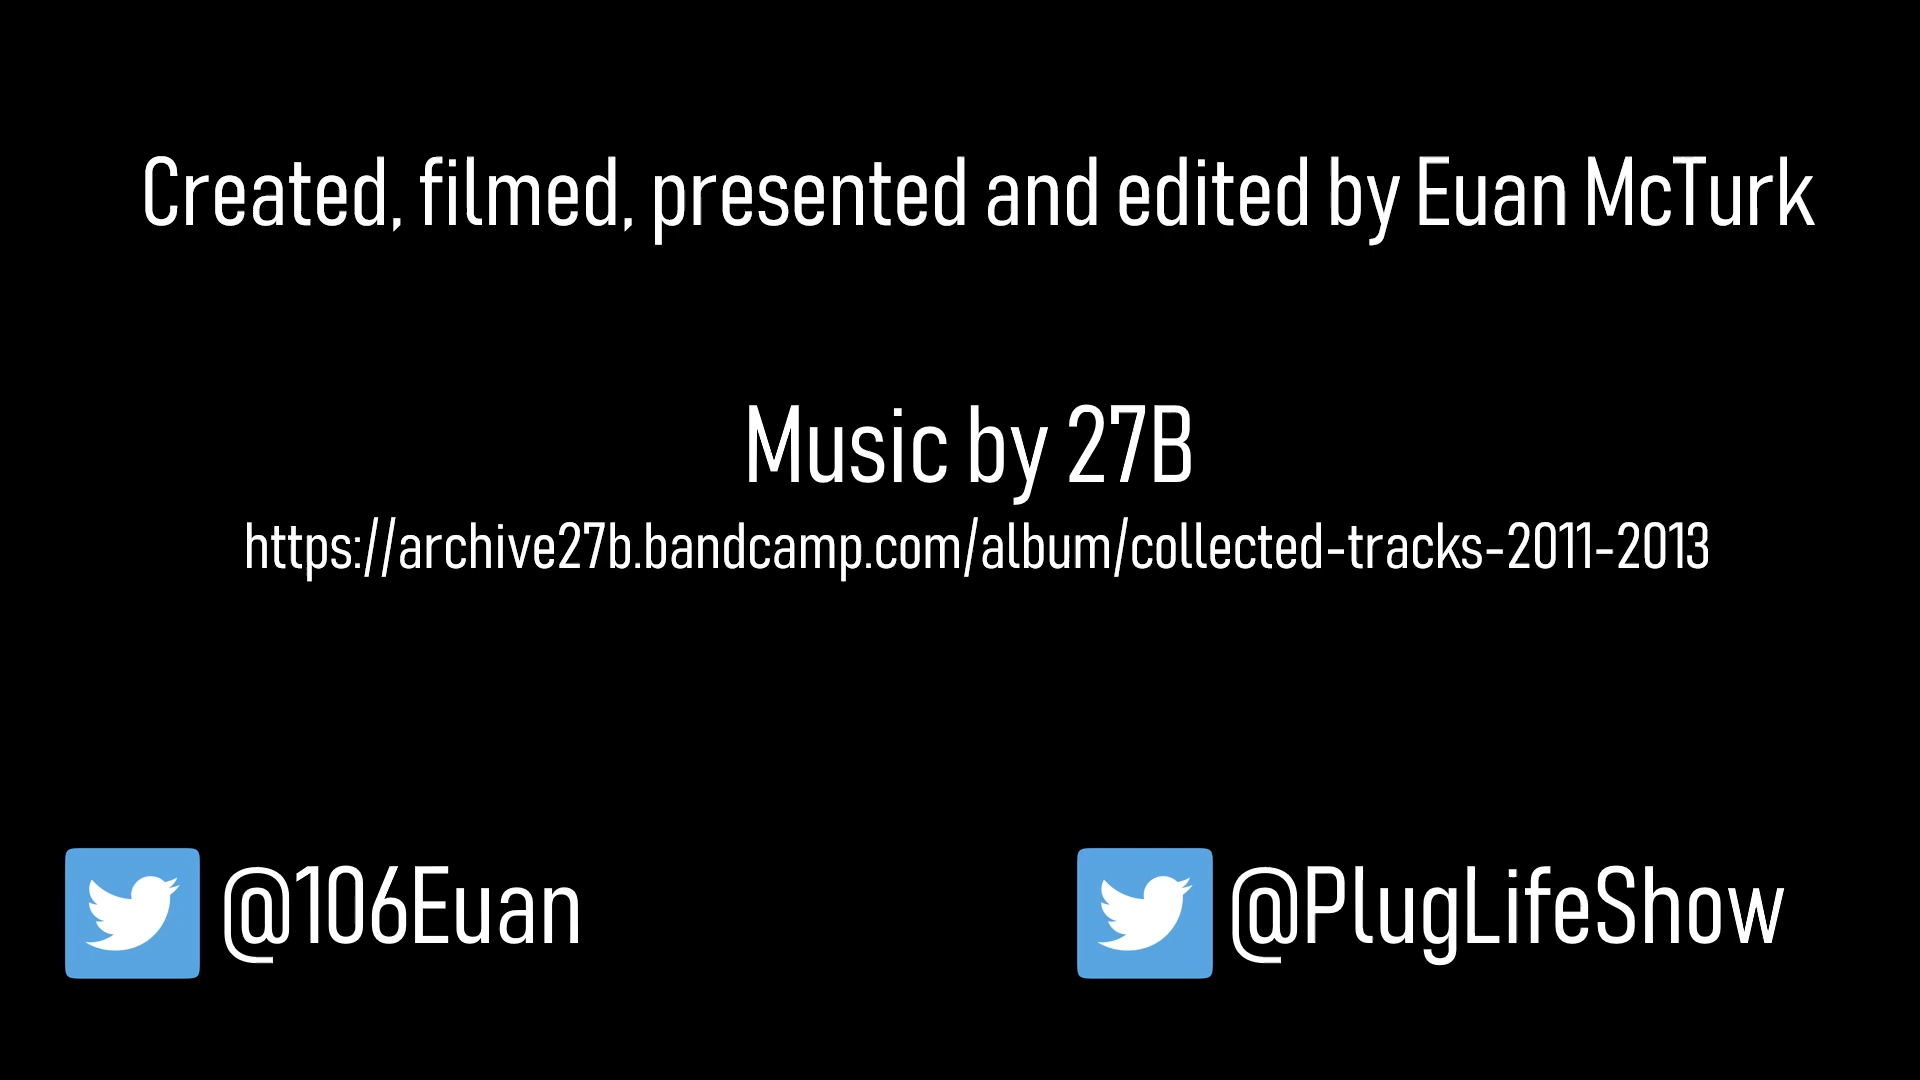 Created, filmed, presented and edited by Euan McTurk
Music by 27B
https://archive27b.bandcamp.com/album/collected-tracks-2011-2013
@106Euan
@PlugLifeShow